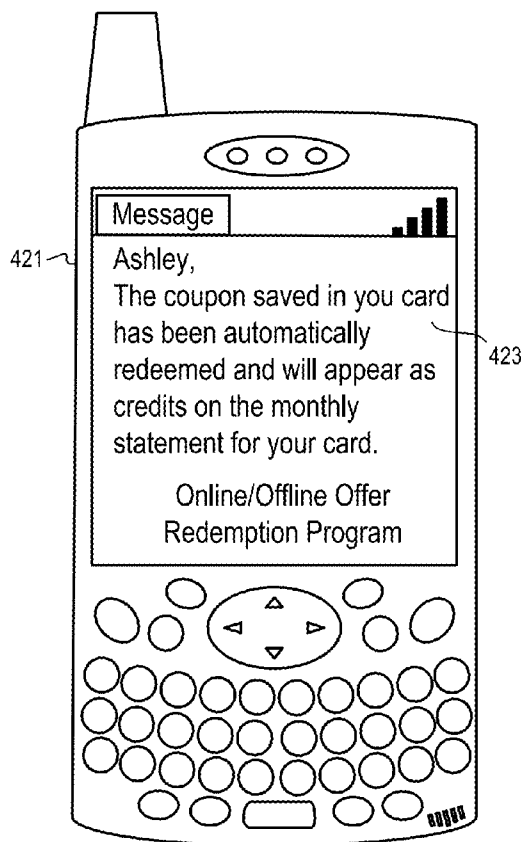 Message
Ashley,
421
The coupon saved in you card
has been automatically
423
redeemed and will appear as
credits on the monthly
statement for your card.
Online/Offline Offer
Redemption Program